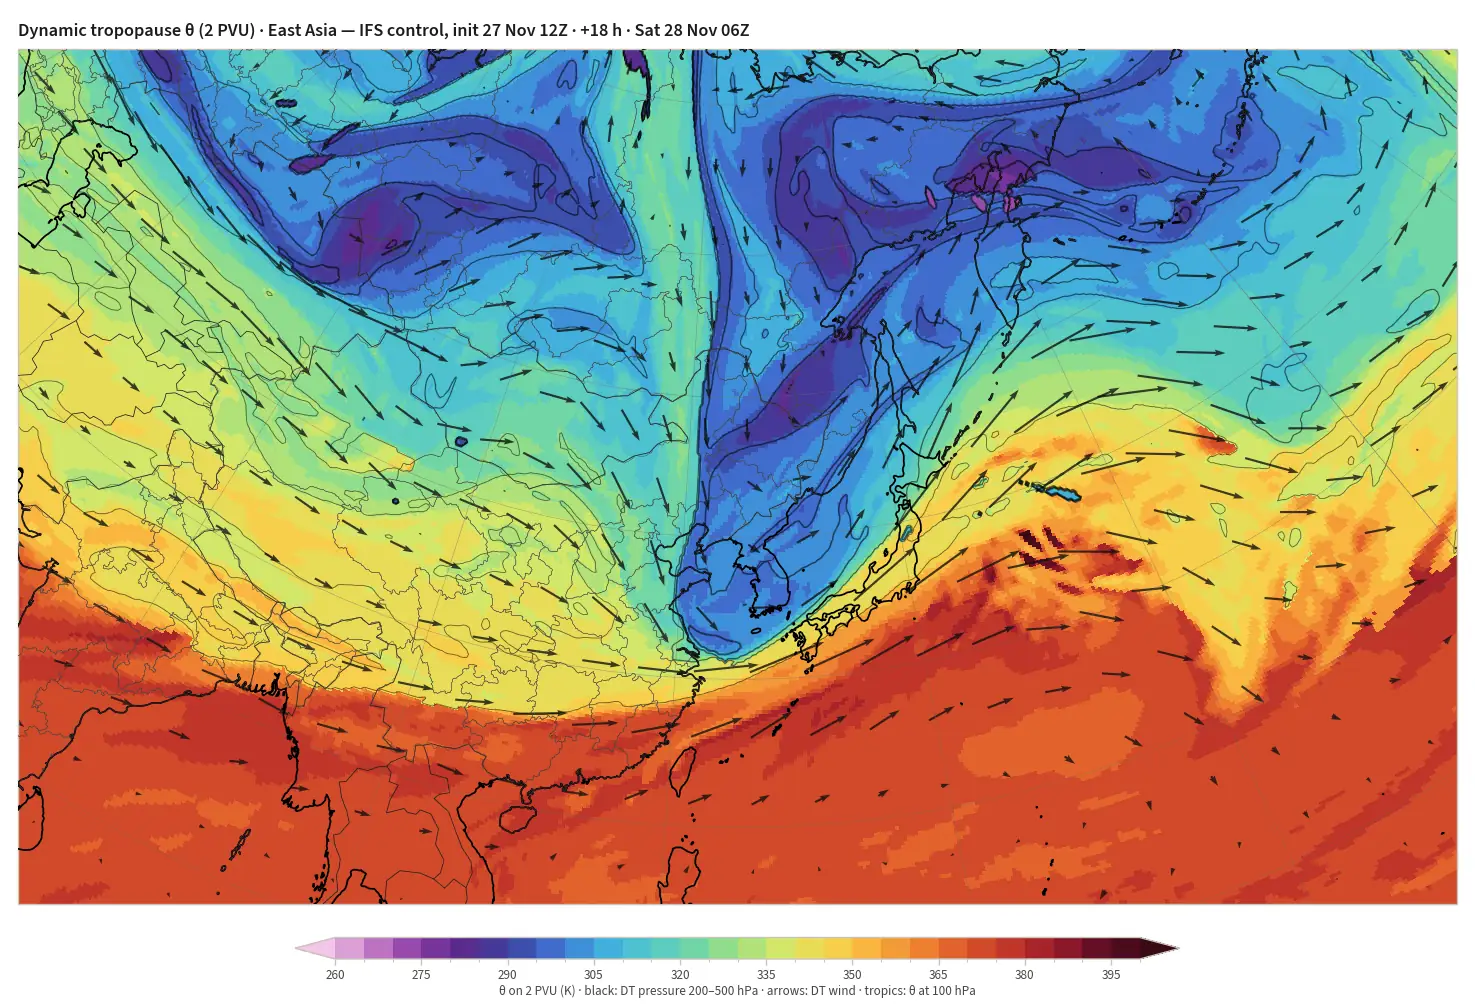 Dynamic tropopause θ (2 PVU) · East Asia — IFS control, init 27 Nov 12Z · +18 h · Sat 28 Nov 06Z
260 275 290 305 320 335 350 365 380 395
θ on 2 PVU (K) · black: DT pressure 200–500 hPa · arrows: DT wind · tropics: θ at 100 hPa